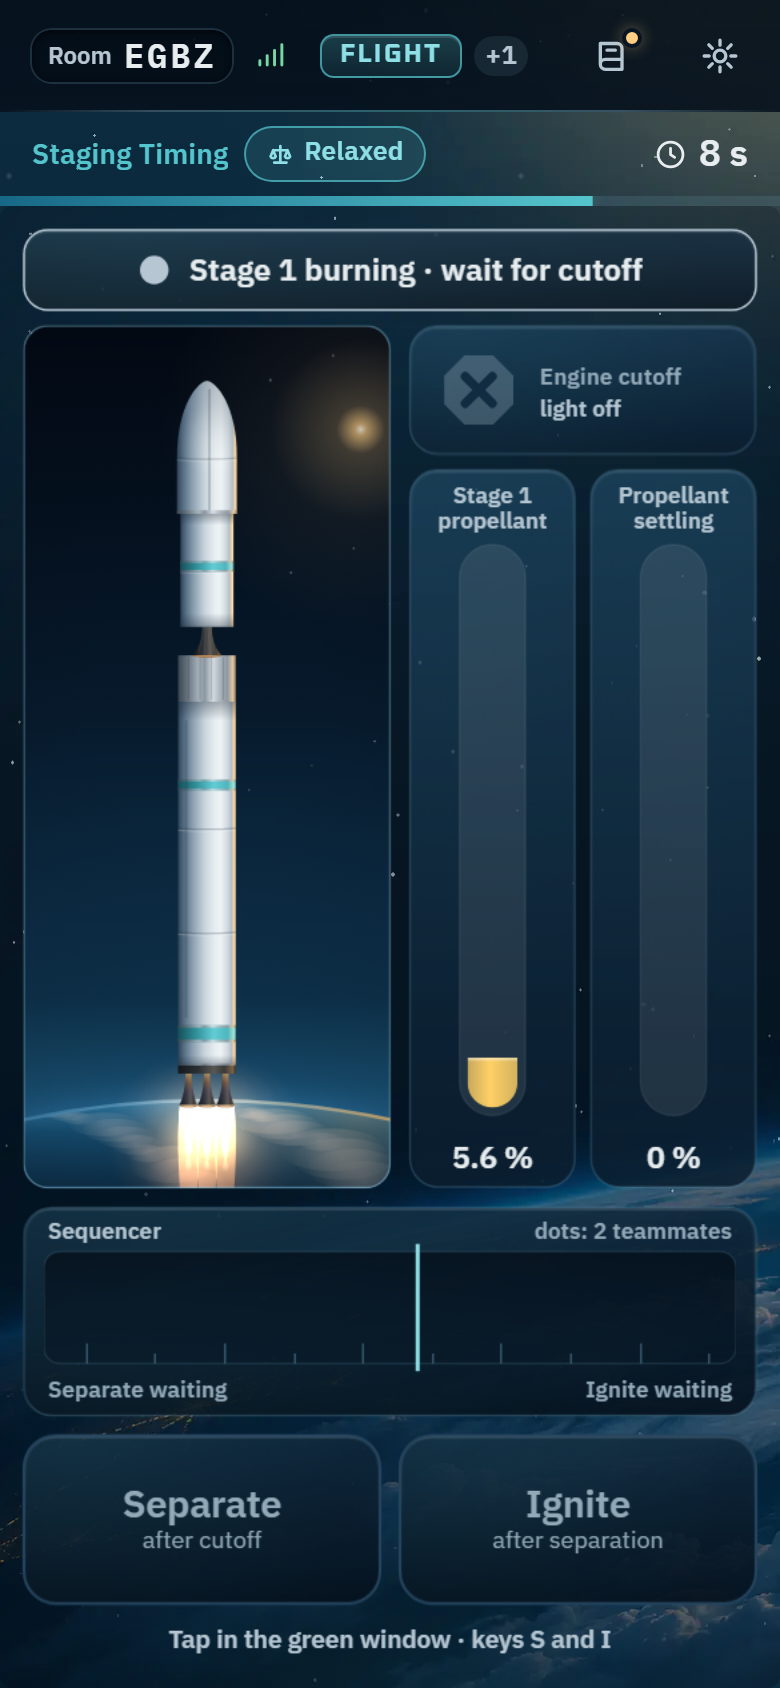 Room EGBZ
FLIGHT
+1
Staging Timing
Relaxed
8 s
Stage 1 burning · wait for cutoff
Engine cutoff
light off
Stage 1
propellant
5.6 %
Propellant
settling
0 %
Sequencer
dots: 2 teammates
Separate waiting
Ignite waiting
Separate
after cutoff
Ignite
after separation
Tap in the green window · keys S and I